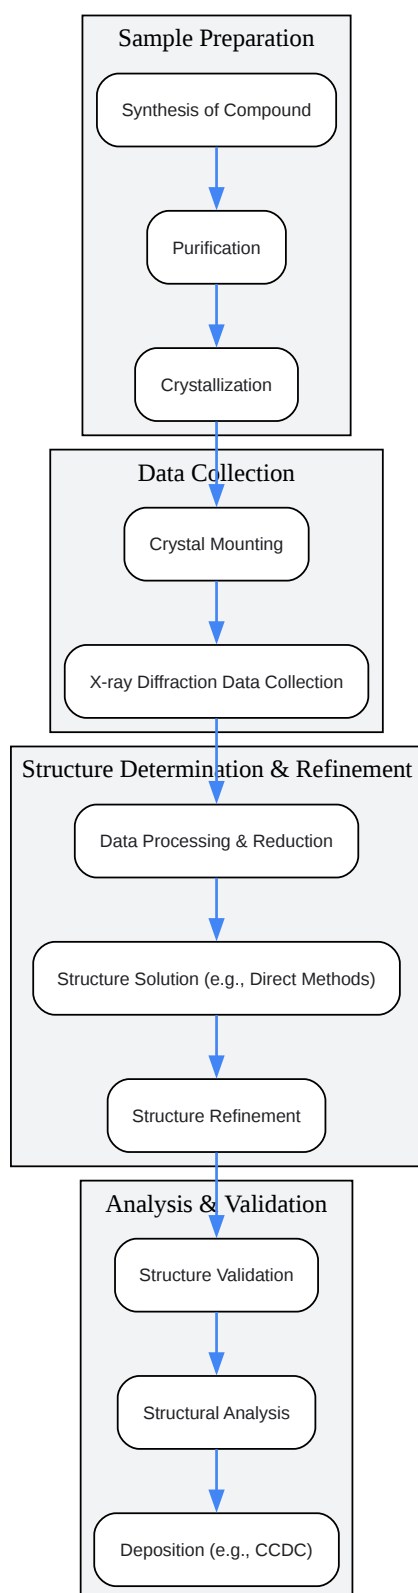 Sample Preparation
Synthesis of Compound
Purification
Crystallization
Data Collection
Crystal Mounting
X-ray Diffraction Data Collection
Structure Determination & Refinement
Data Processing & Reduction
Structure Solution (e.g., Direct Methods)
Structure Refinement
Analysis & Validation
Structure Validation
Structural Analysis
Deposition (e.g., CCDC)